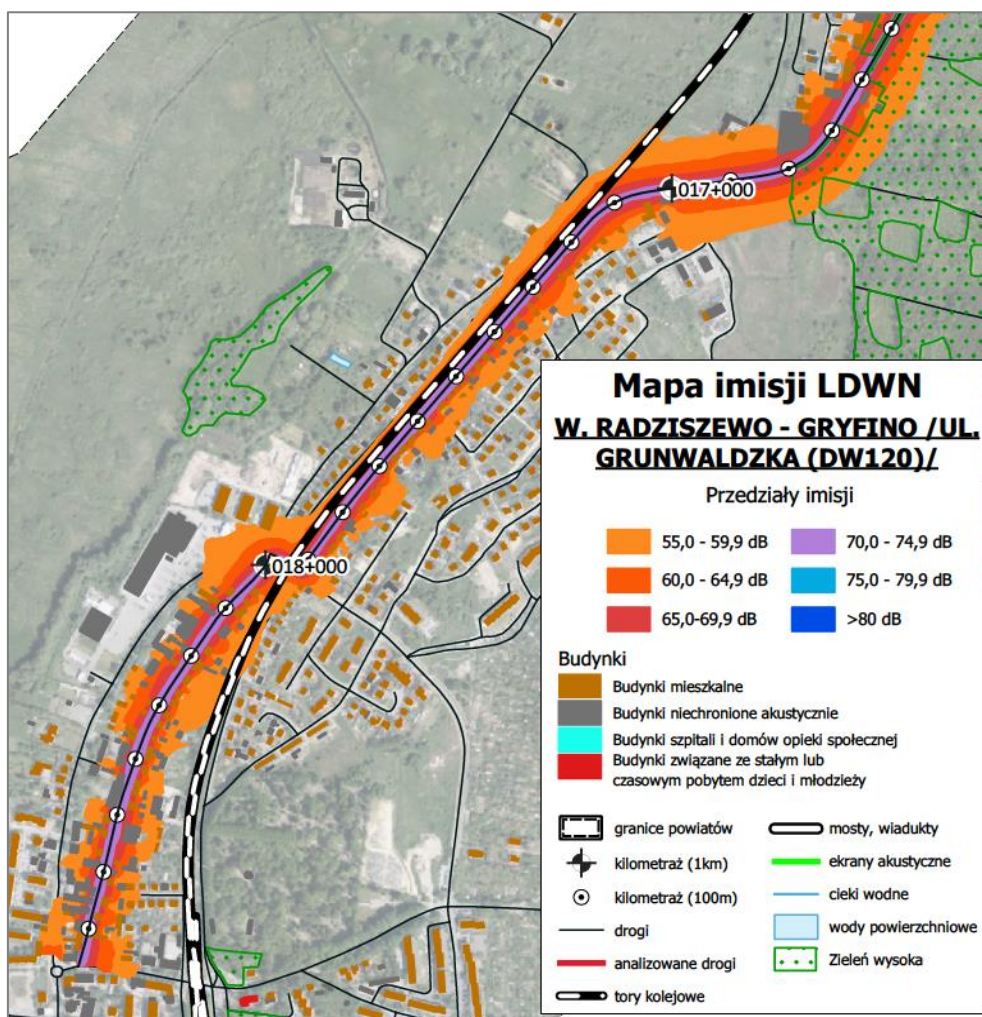 017+000
018+000
Mapa imisji LDWN
W. RADZISZEWO - GRYFINO /UL.
GRUNWALDZKA (DW120)/
Przedziały imisji
55,0 - 59,9 dB
70,0 - 74,9 dB
60,0 - 64,9 dB
75,0 - 79,9 dB
65,0-69,9 dB
>80 dB
Budynki
Budynki mieszkalne
Budynki niechronione akustycznie
Budynki szpitali i domów opieki społecznej
Budynki związane ze stałym lub
czasowym pobytem dzieci i młodzieży
granice powiatów
mosty, wiadukty
kilometraż (1km)
ekrany akustyczne
kilometraż (100m)
cieki wodne
drogi
wody powierzchniowe
analizowane drogi
Zieleń wysoka
tory kolejowe